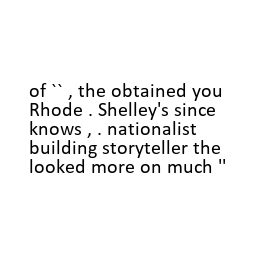 of `` , the obtained you
Rhode . Shelley's since
knows , . nationalist
building storyteller the
looked more on much ''